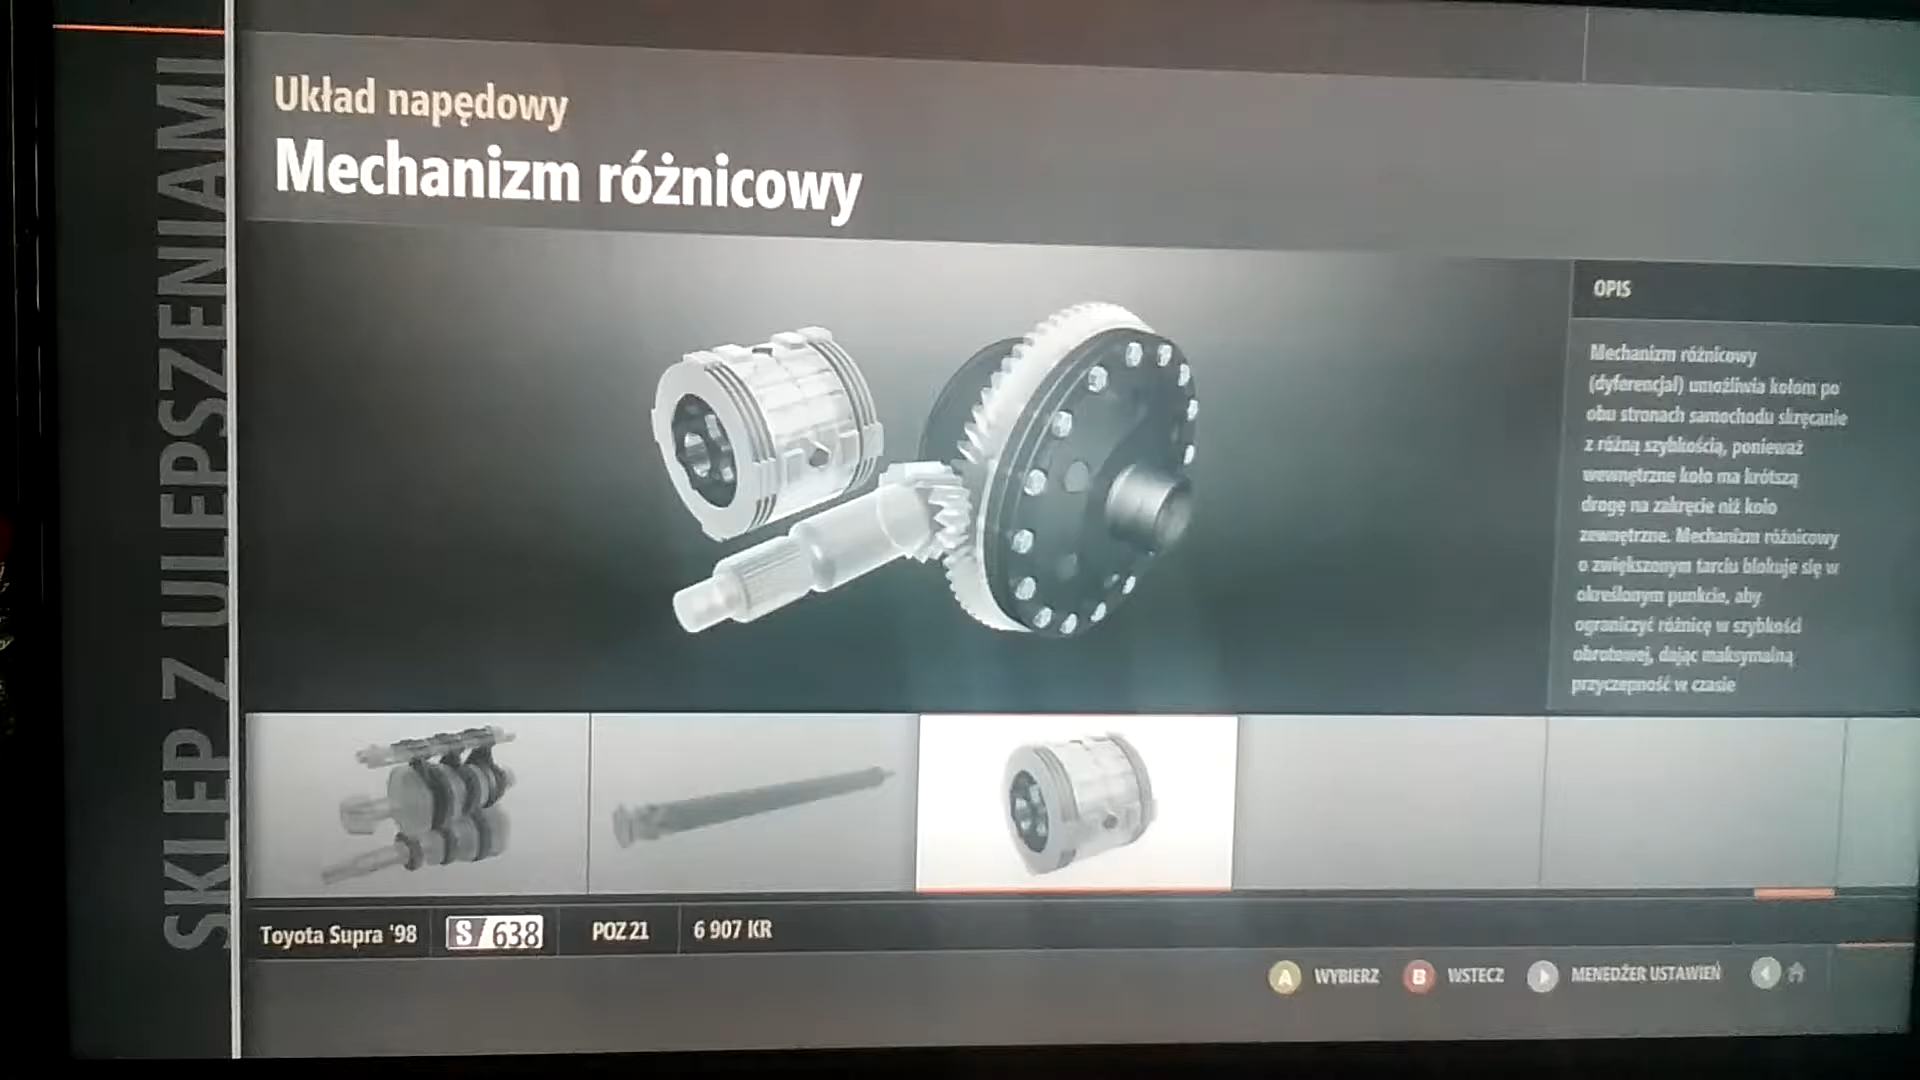 SKLEP Z ULEPSZENIAMI
Układ napędowy
Mechanizm różnicowy
OPIS
Mechanizm różnicowy
(dyferencjał) umożliwia kołom po
obu stronach samochodu skręcanie
z różną szybkością, ponieważ
wewnętrzne koło ma krótszą
drogę na zakręcie niż koło
zewnętrzne. Mechanizm różnicowy
o zwiększonym tarciu blokuje się w
określonym punkcie, aby
ograniczyć różnicę w szybkości
obrotowej, dając maksymalną
przyczepność w czasie
Toyota Supra '98
S 638
POZ 21
6 907 KR
A WYBIERZ
B WSTECZ
MENEDŻER USTAWIEŃ